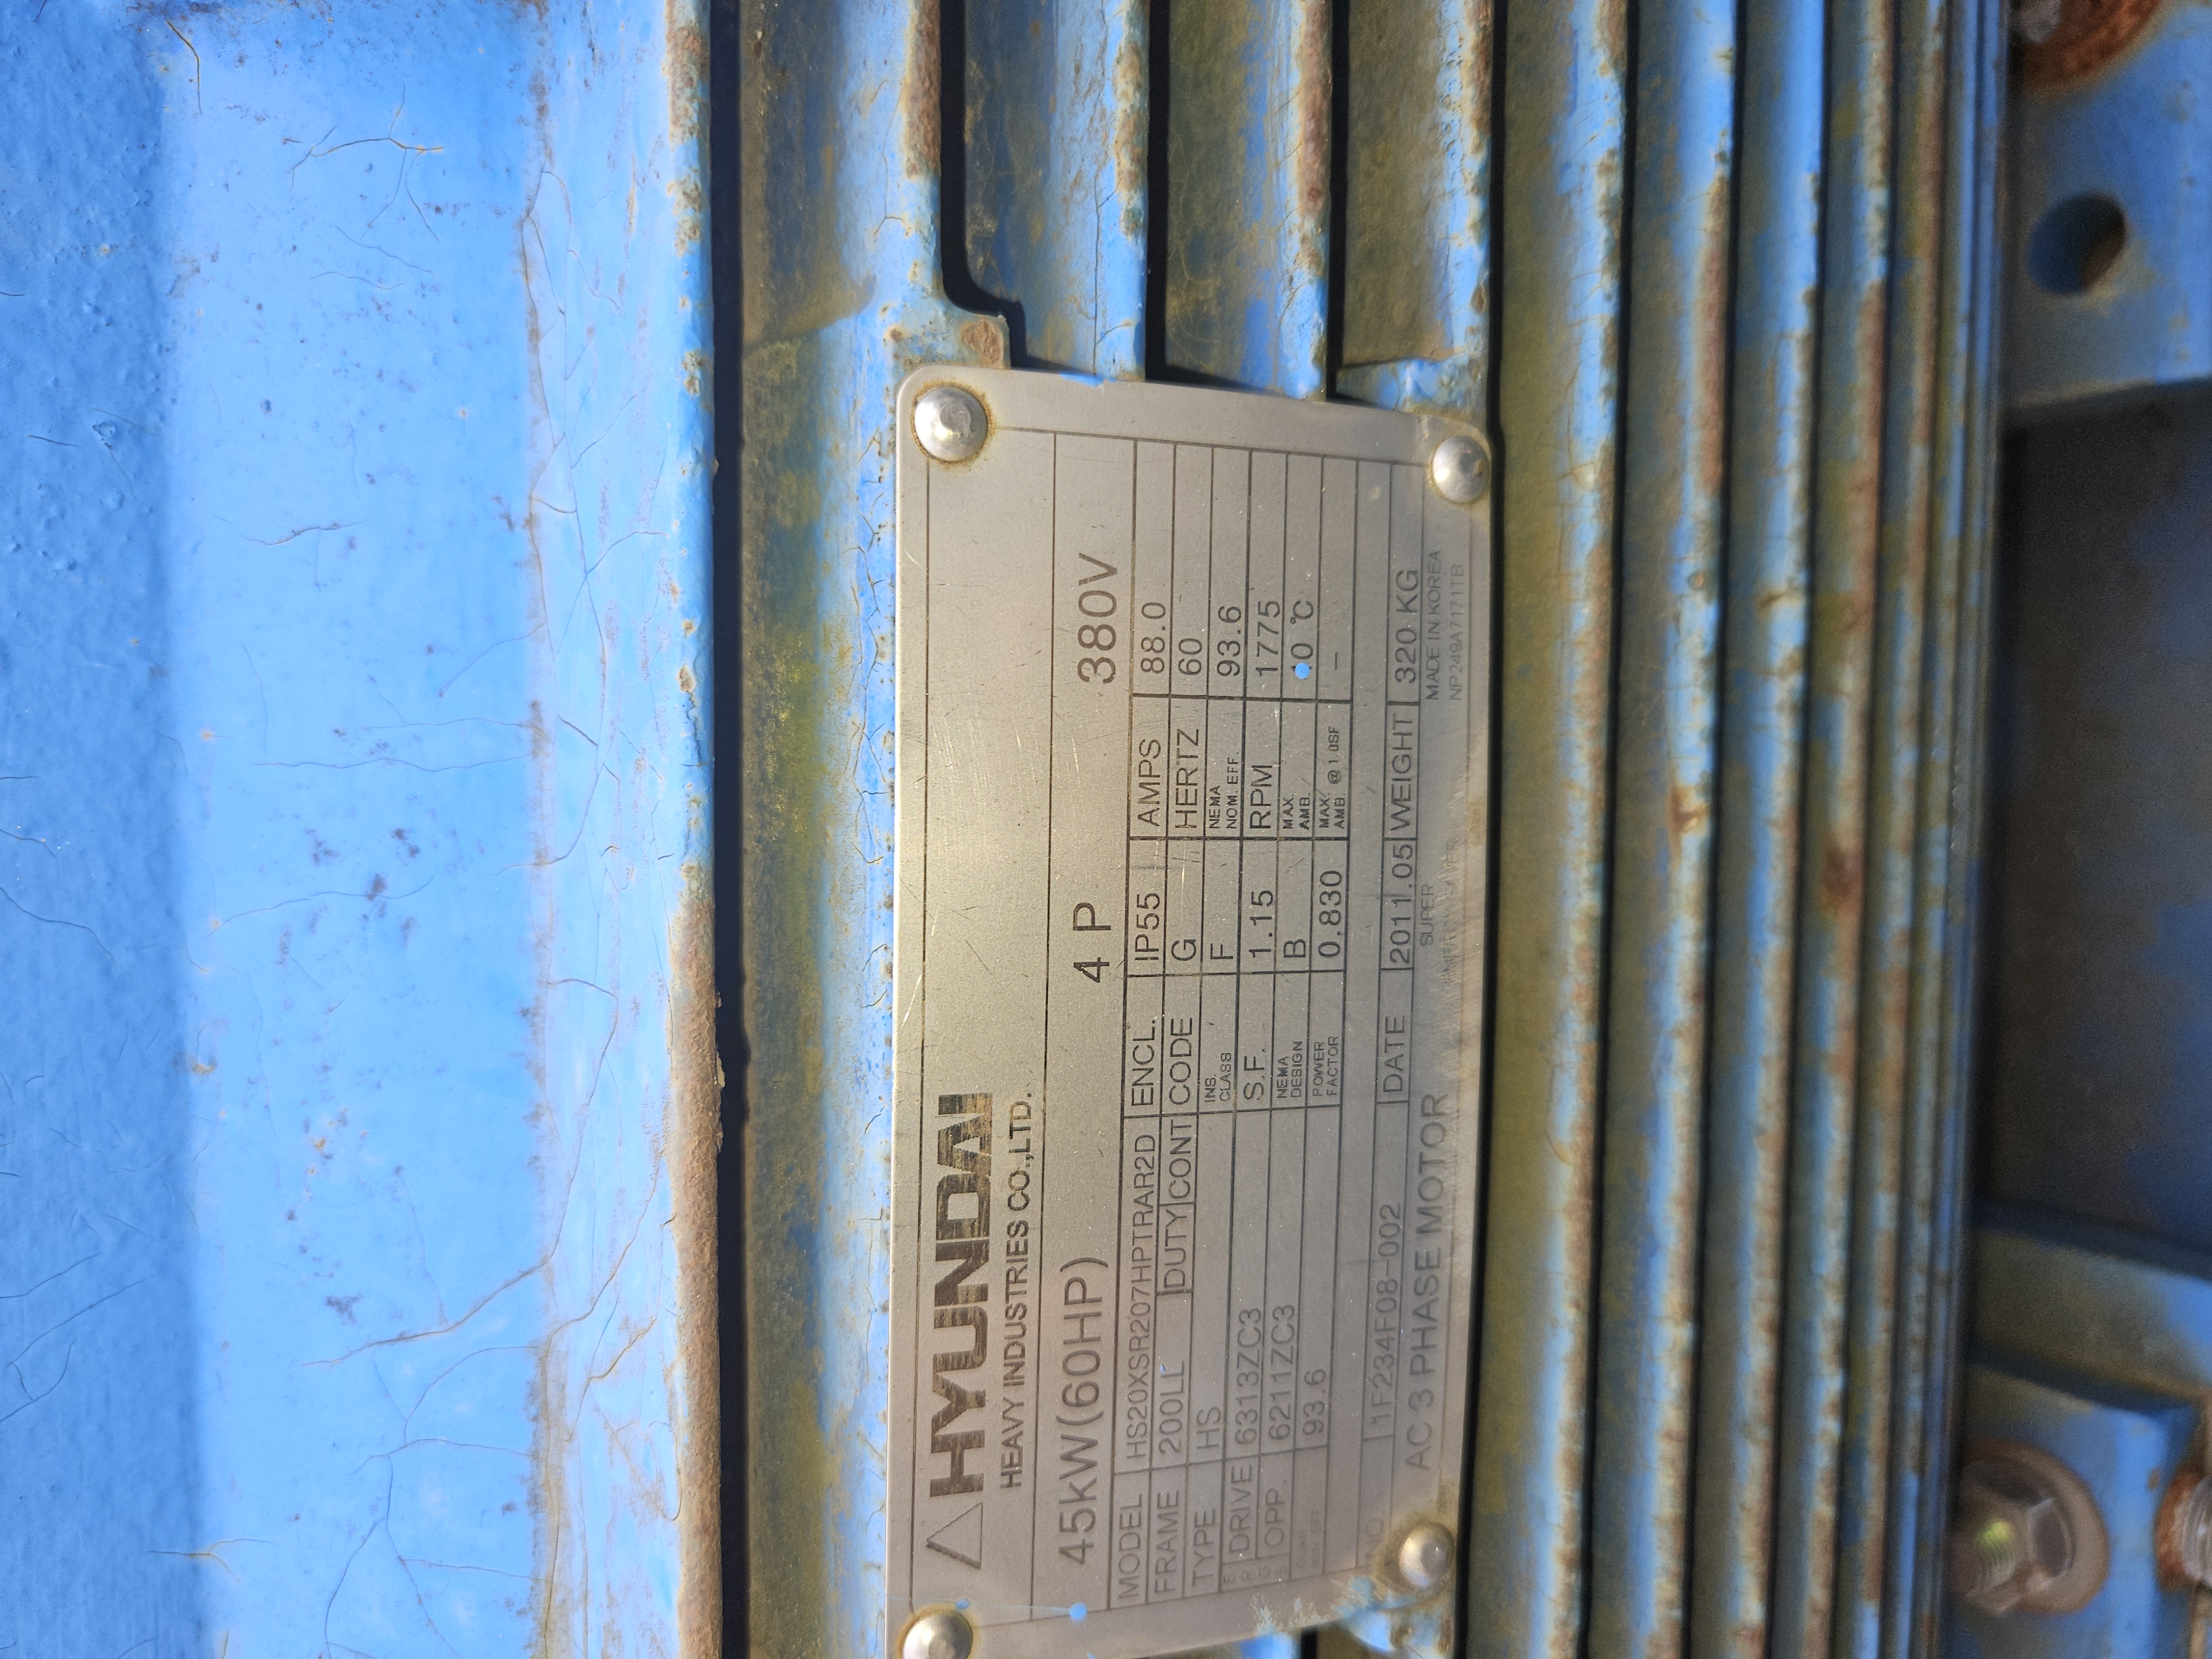 HYUNDAI
HEAVY INDUSTRIES CO.,LTD.
45kW(60HP) 4 P 380V
MODEL HS20XSR207HPTRAR2D ENCL. IP55 AMPS 88.0
FRAME 200LL DUTY CONT CODE G HERTZ 60
TYPE HS INS. CLASS F NEMA NOM. EFF. 93.6
BRG DRIVE 6313ZC3 S.F. 1.15 RPM 1775
OPP. 6211ZC3 NEMA DESIGN B MAX. AMB. 0 ℃
93.6 POWER FACTOR 0.830 MAX. AMB. @1.0SF –
NO. F234F08-002 DATE 2011.05 WEIGHT 320 KG
AC 3 PHASE MOTOR SUPER MADE IN KOREA
NP249A7171TB